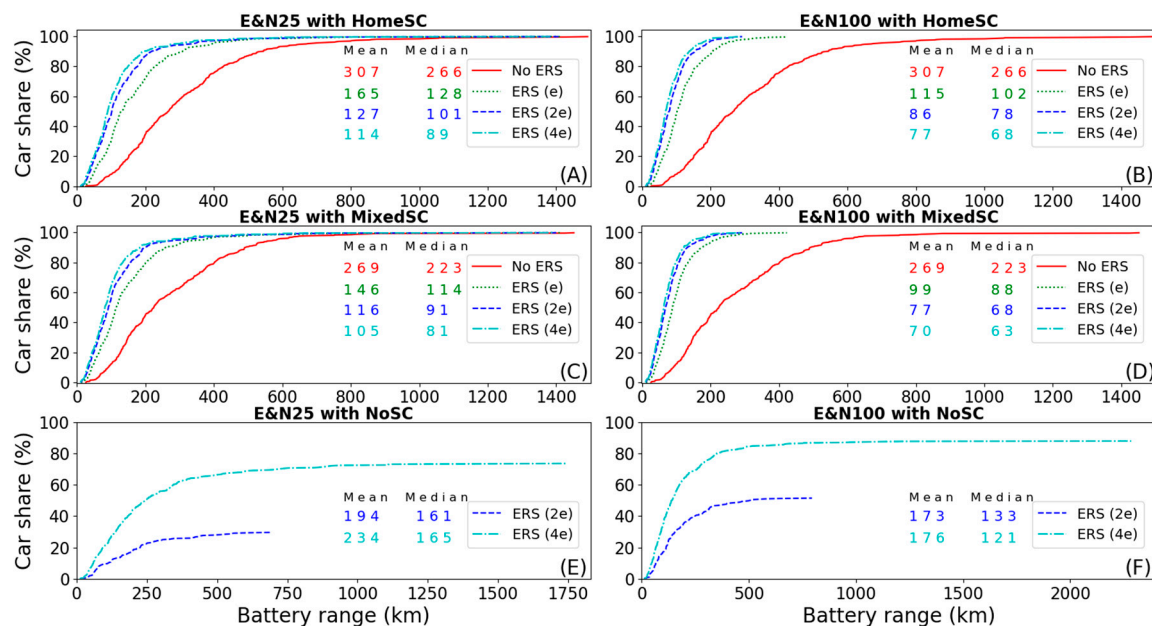 E&N25 with HomeSC
E&N100 with HomeSC
Car share (%)
100
80
60
40
20
0
Mean Median
307 266
165 128
127 101
114 89
No ERS
ERS (e)
ERS (2e)
ERS (4e)
(A)
0 200 400 600 800 1000 1200 1400
100
80
60
40
20
0
Mean Median
307 266
115 102
86 78
77 68
No ERS
ERS (e)
ERS (2e)
ERS (4e)
(B)
0 200 400 600 800 1000 1200 1400
E&N25 with MixedSC
E&N100 with MixedSC
Car share (%)
100
80
60
40
20
0
Mean Median
269 223
146 114
116 91
105 81
No ERS
ERS (e)
ERS (2e)
ERS (4e)
(C)
0 200 400 600 800 1000 1200 1400
100
80
60
40
20
0
Mean Median
269 223
99 88
77 68
70 63
No ERS
ERS (e)
ERS (2e)
ERS (4e)
(D)
0 200 400 600 800 1000 1200 1400
E&N25 with NoSC
E&N100 with NoSC
Car share (%)
100
80
60
40
20
0
Mean Median
194 161
234 165
ERS (2e)
ERS (4e)
(E)
0 250 500 750 1000 1250 1500 1750
Battery range (km)
100
80
60
40
20
0
Mean Median
173 133
176 121
ERS (2e)
ERS (4e)
(F)
0 500 1000 1500 2000
Battery range (km)